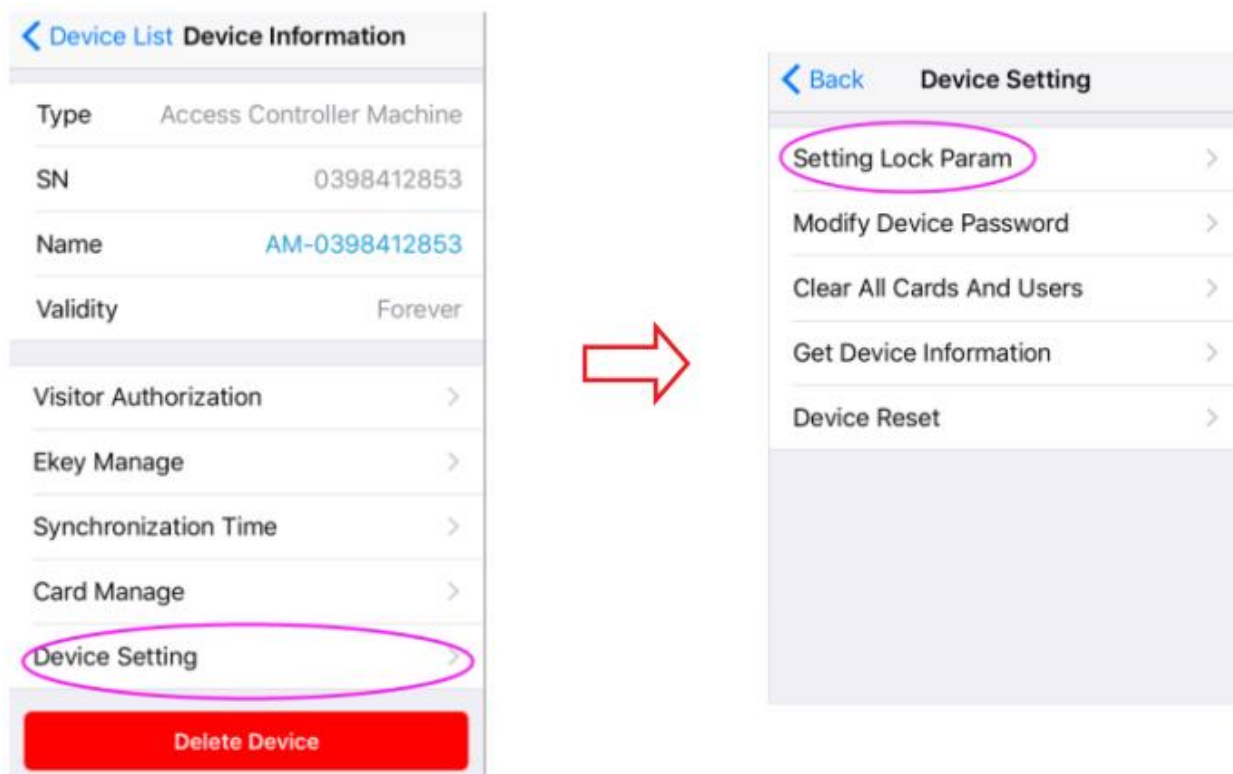 Device List Device Information
Type Access Controller Machine
SN 0398412853
Name AM-0398412853
Validity Forever
Visitor Authorization
Ekey Manage
Synchronization Time
Card Manage
Device Setting
Delete Device
Back Device Setting
Setting Lock Param
Modify Device Password
Clear All Cards And Users
Get Device Information
Device Reset